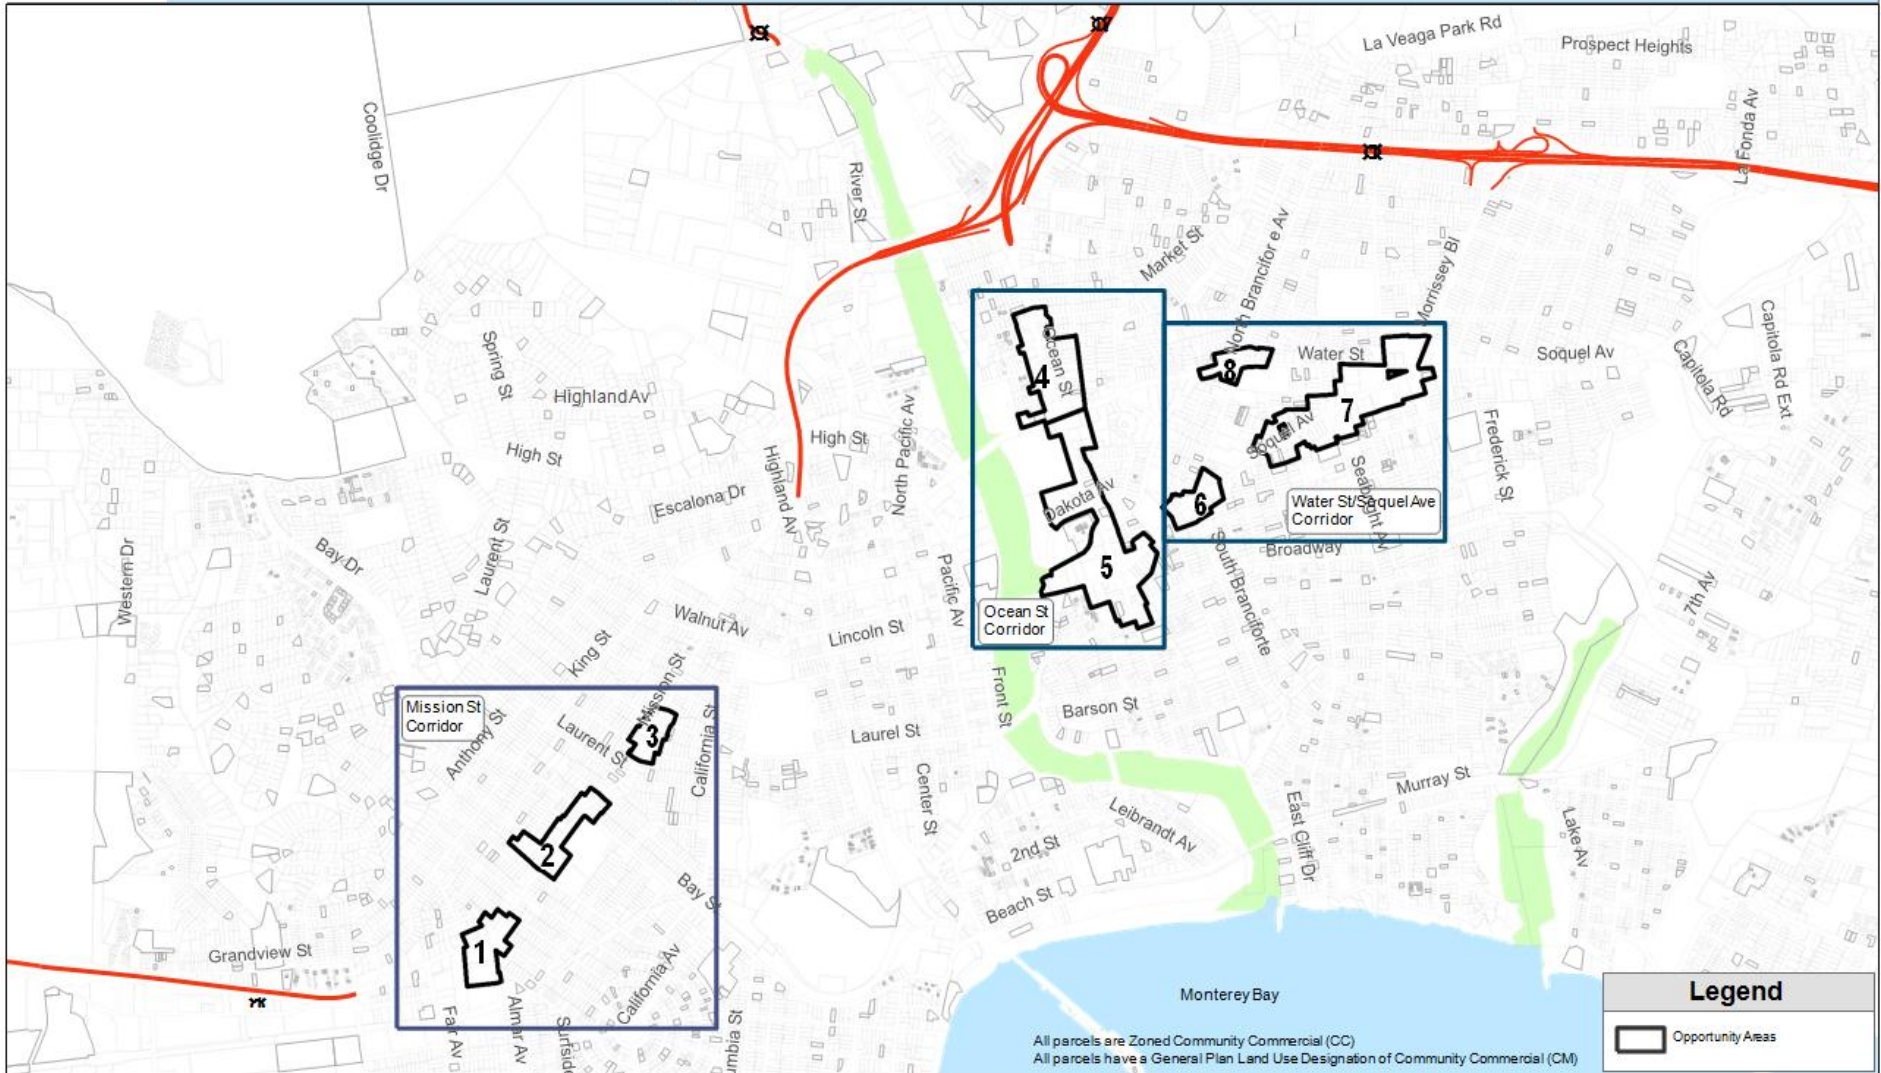 La Veaga Park Rd
Prospect Heights
Coolidge Dr
La Fonda Av
River St
Market St
North Brancifore Av
Morrissey Bl
Spring St
Ocean St
4
8
Water St
7
Soquel Av
Capitola Rd
Capitola Rd Ext
Highland Av
High St
High St
North Pacific Av
Highland Av
Soquel Av
Frederick St
Seabright Av
Escalona Dr
Dakota Av
6
Water St/Soquel Ave
Corridor
Broadway
Western Dr
Bay Dr
Laurent St
Pacific Av
5
South Branciforte
7th Av
Ocean St
Corridor
Walnut Av
Lincoln St
King St
Mission St
Mission St
Corridor
Anthony St
Laurent St
3
California St
Laurel St
Front St
Barson St
Center St
Murray St
East Cliff Dr
Lake Av
Leibrandt Av
2nd St
2
Bay St
Beach St
1
Grandview St
California Av
Fair Av
Almar Av
Monterey Bay
All parcels are Zoned Community Commercial (CC)
All parcels have a General Plan Land Use Designation of Community Commercial (CM)
Legend
Opportunity Areas